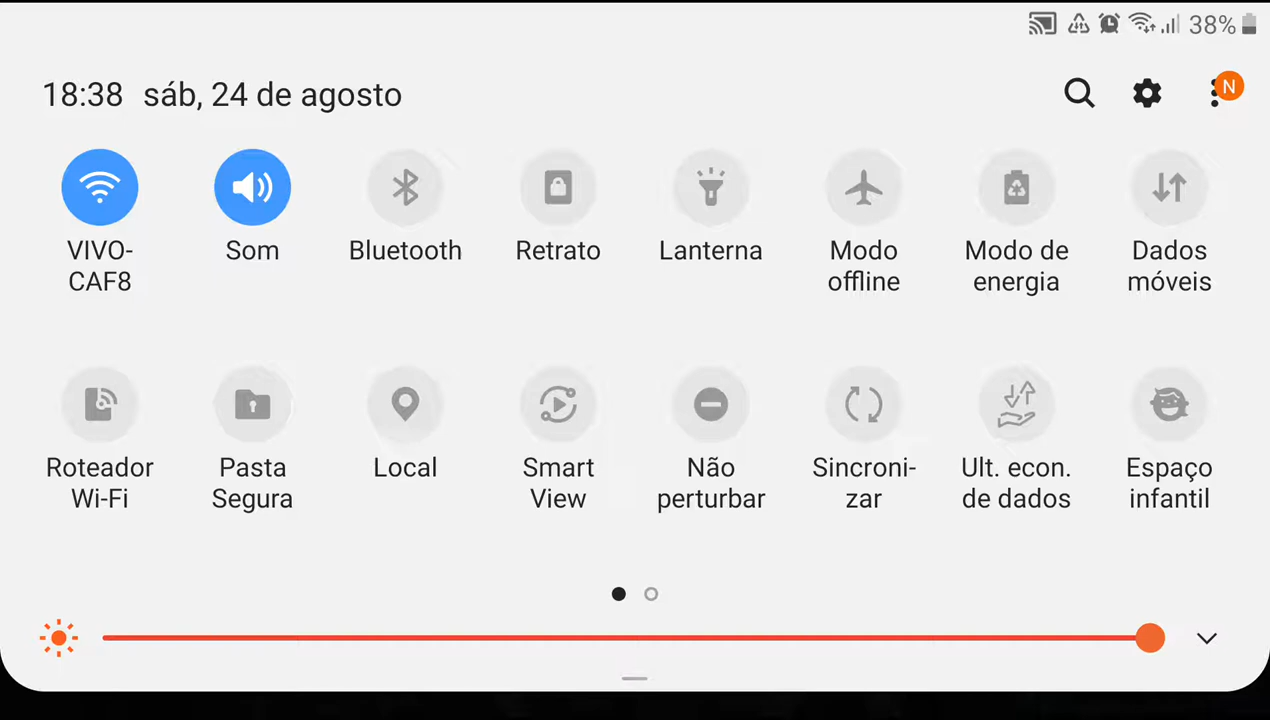 38%
18:38 sáb, 24 de agosto
N
VIVO-
CAF8
Som
Bluetooth
Retrato
Lanterna
Modo
offline
Modo de
energia
Dados
móveis
Roteador
Wi-Fi
Pasta
Segura
Local
Smart
View
Não
perturbar
Sincroni-
zar
Ult. econ.
de dados
Espaço
infantil